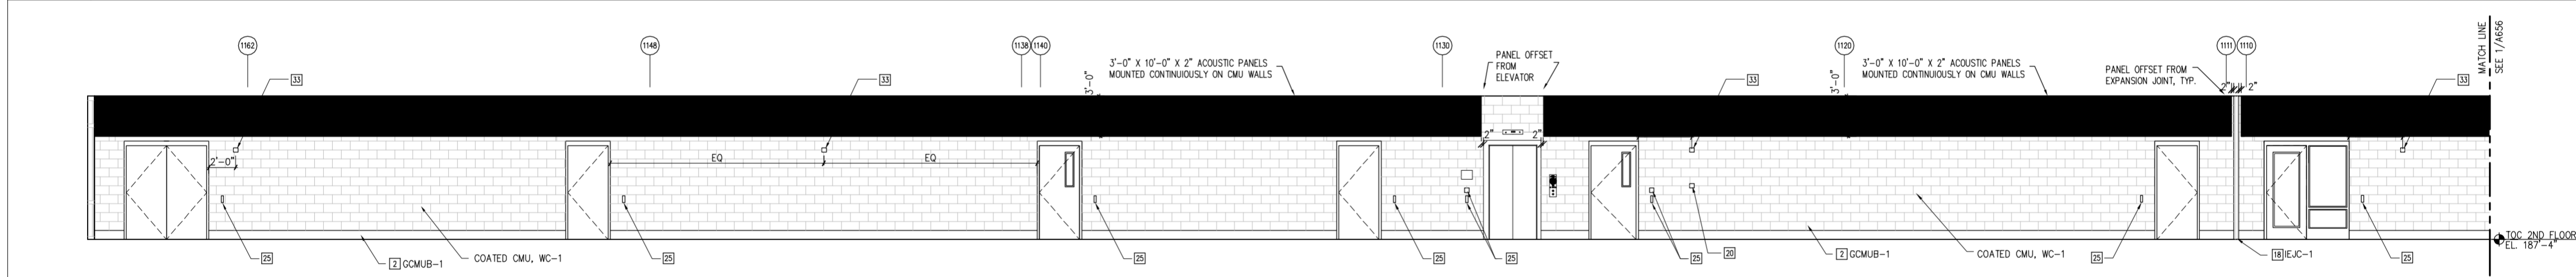 1162
1148
1138
1140
1130
1120
1111
1110
MATCH LINE
SEE 1/A656
33
33
3'-0" X 10'-0" X 2" ACOUSTIC PANELS
MOUNTED CONTINUIOUSLY ON CMU WALLS
3'-0"
PANEL OFFSET
FROM
ELEVATOR
33
3'-0"
3'-0" X 10'-0" X 2" ACOUSTIC PANELS
MOUNTED CONTINUIOUSLY ON CMU WALLS
PANEL OFFSET FROM
EXPANSION JOINT, TYP.
2"
2"
33
2'-0"
EQ
EQ
2"
2"
25
2 GCMUB-1
COATED CMU, WC-1
25
25
25
25
25
20
2 GCMUB-1
COATED CMU, WC-1
25
18 IEJC-1
25
TOC 2ND FLOOR
EL. 187'-4"